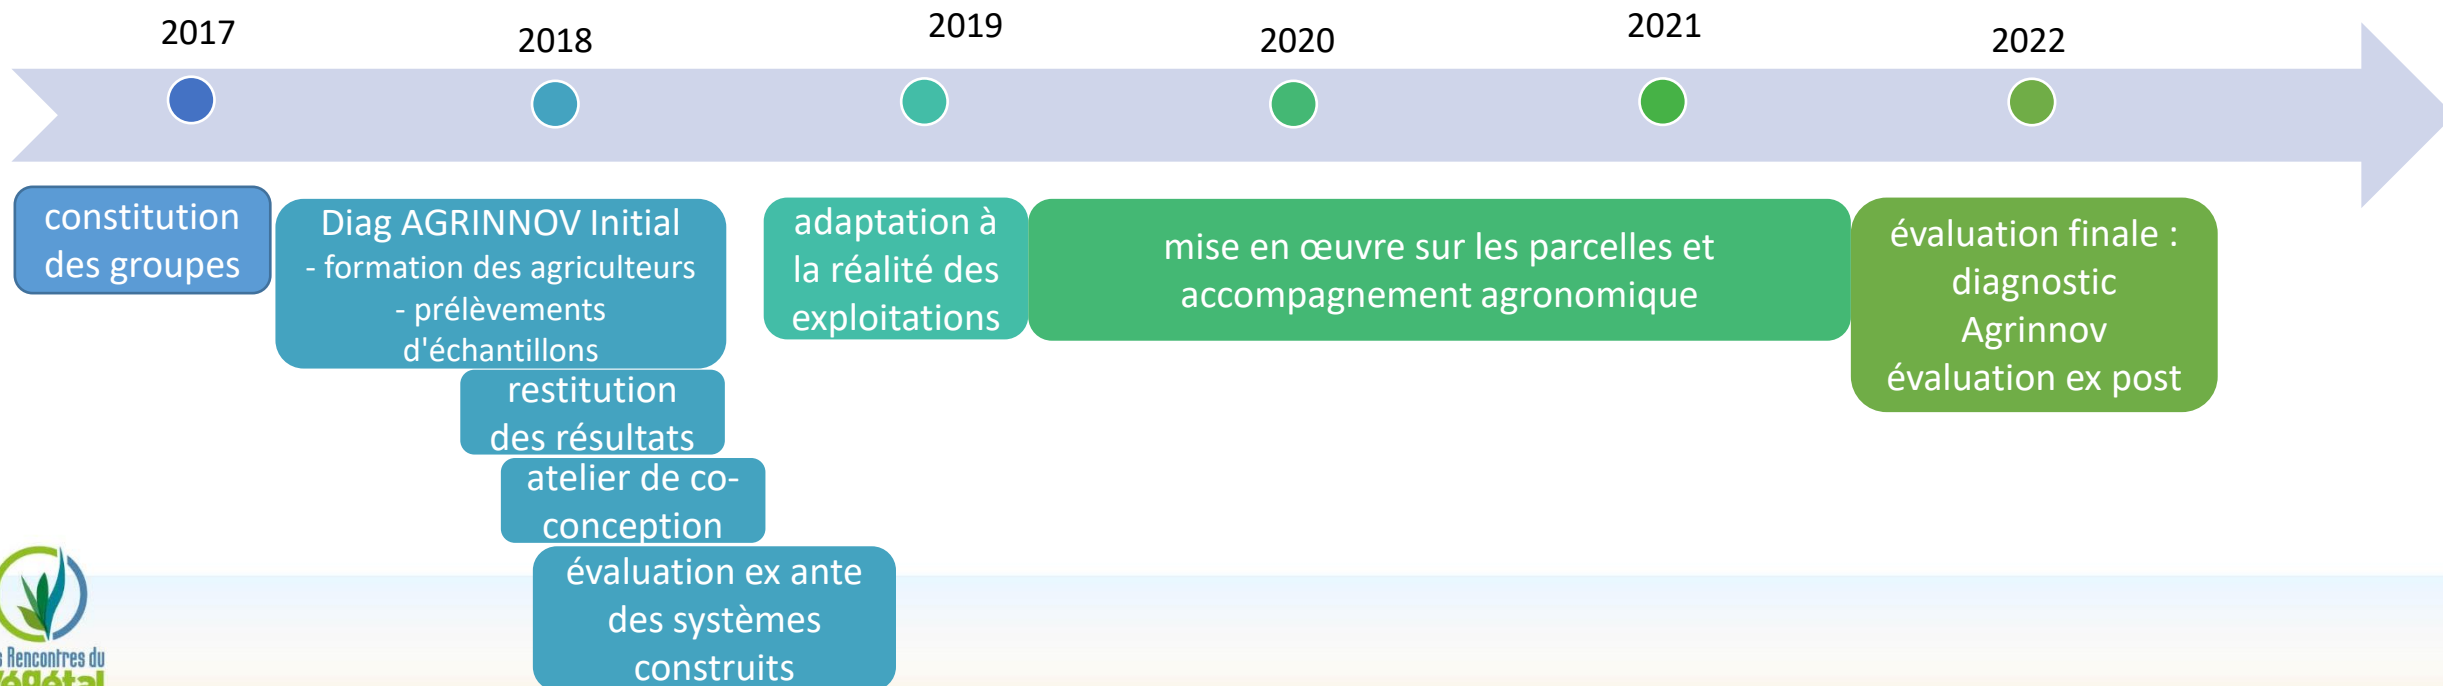 2017
2018
2019
2020
2021
2022
constitution
des groupes
Diag AGRINNOV Initial
- formation des agriculteurs
- prélèvements
d'échantillons
restitution
des résultats
atelier de co-
conception
évaluation ex ante
des systèmes
construits
adaptation à
la réalité des
exploitations
mise en œuvre sur les parcelles et
accompagnement agronomique
évaluation finale :
diagnostic
Agrinnov
évaluation ex post
Rencontres du
végétal